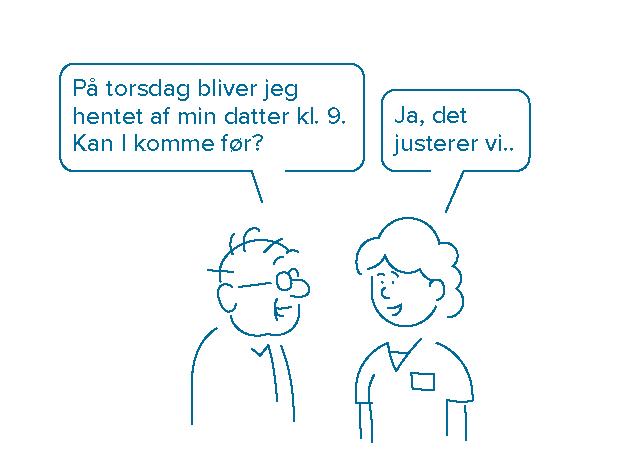 På torsdag bliver jeg
hentet af min datter kl. 9.
Kan I komme før?
Ja, det
justerer vi..